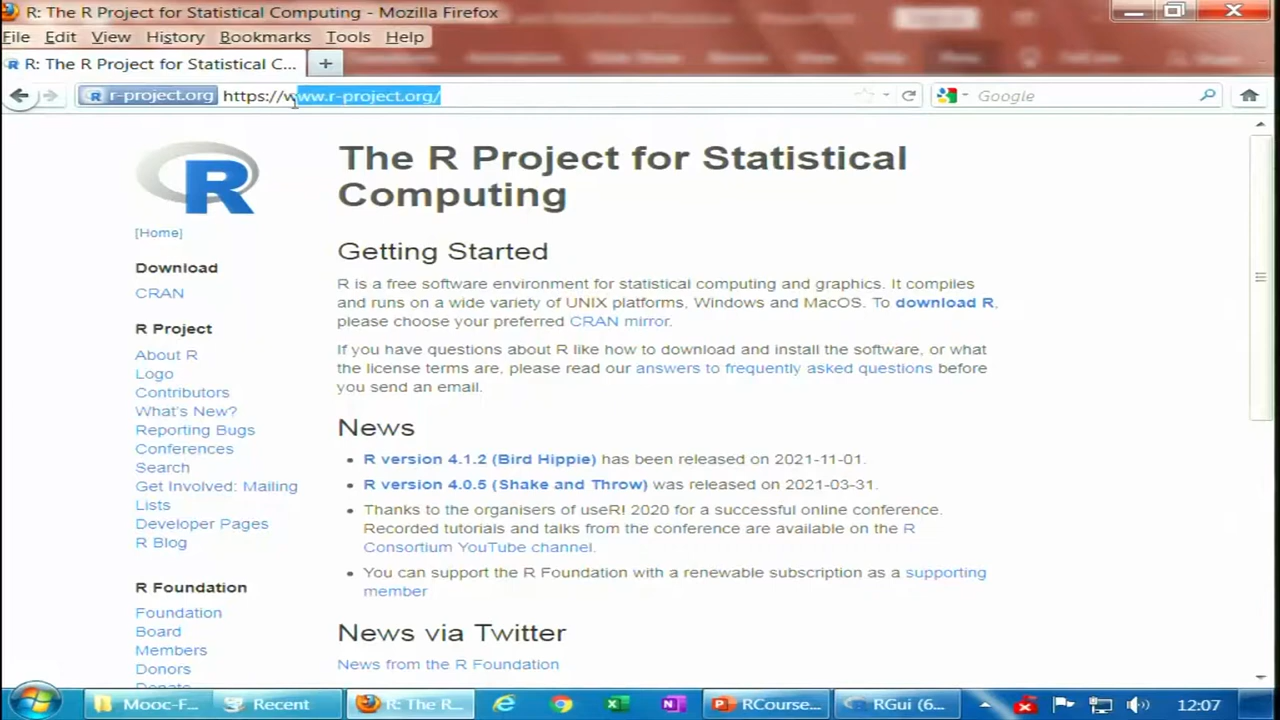 R: The R Project for Statistical Computing - Mozilla Firefox
File Edit View History Bookmarks Tools Help
R: The R Project for Statistical C... +
r-project.org https://www.r-project.org/ Google
R
[Home]
Download
CRAN
R Project
About R
Logo
Contributors
What's New?
Reporting Bugs
Conferences
Search
Get Involved: Mailing
Lists
Developer Pages
R Blog
R Foundation
Foundation
Board
Members
Donors
Donate
The R Project for Statistical
Computing
Getting Started
R is a free software environment for statistical computing and graphics. It compiles
and runs on a wide variety of UNIX platforms, Windows and MacOS. To download R,
please choose your preferred CRAN mirror.
If you have questions about R like how to download and install the software, or what
the license terms are, please read our answers to frequently asked questions before
you send an email.
News
• R version 4.1.2 (Bird Hippie) has been released on 2021-11-01.
• R version 4.0.5 (Shake and Throw) was released on 2021-03-31.
• Thanks to the organisers of useR! 2020 for a successful online conference.
Recorded tutorials and talks from the conference are available on the R
Consortium YouTube channel.
• You can support the R Foundation with a renewable subscription as a supporting
member
News via Twitter
News from the R Foundation
Mooc-F... Recent R: The R... RCourse... RGui (6... 12:07